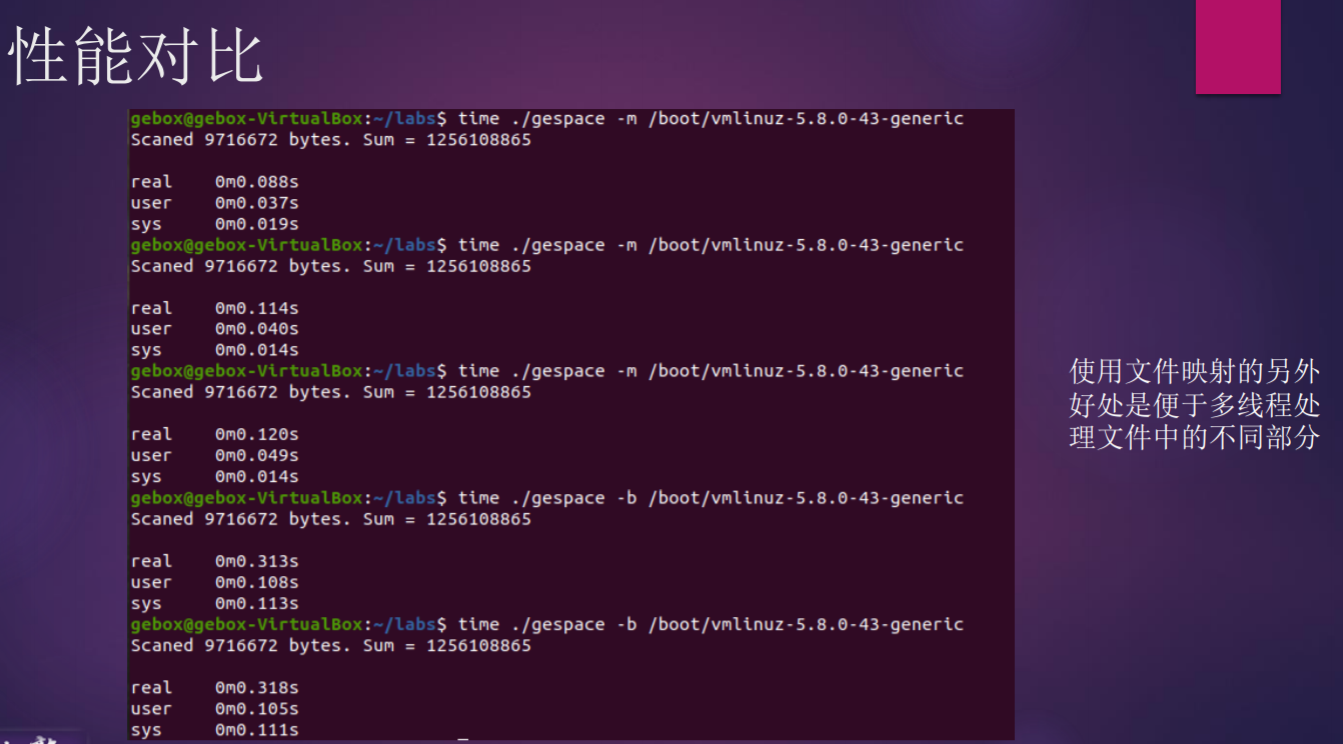 性能对比
gebox@gebox-VirtualBox:~/labs$ time ./gespace -m /boot/vmlinuz-5.8.0-43-generic
Scaned 9716672 bytes. Sum = 1256108865
real 0m0.088s
user 0m0.037s
sys 0m0.019s
gebox@gebox-VirtualBox:~/labs$ time ./gespace -m /boot/vmlinuz-5.8.0-43-generic
Scaned 9716672 bytes. Sum = 1256108865
real 0m0.114s
user 0m0.040s
sys 0m0.014s
gebox@gebox-VirtualBox:~/labs$ time ./gespace -m /boot/vmlinuz-5.8.0-43-generic
Scaned 9716672 bytes. Sum = 1256108865
real 0m0.120s
user 0m0.049s
sys 0m0.014s
gebox@gebox-VirtualBox:~/labs$ time ./gespace -b /boot/vmlinuz-5.8.0-43-generic
Scaned 9716672 bytes. Sum = 1256108865
real 0m0.313s
user 0m0.108s
sys 0m0.113s
gebox@gebox-VirtualBox:~/labs$ time ./gespace -b /boot/vmlinuz-5.8.0-43-generic
Scaned 9716672 bytes. Sum = 1256108865
real 0m0.318s
user 0m0.105s
sys 0m0.111s
使用文件映射的另外
好处是便于多线程处
理文件中的不同部分